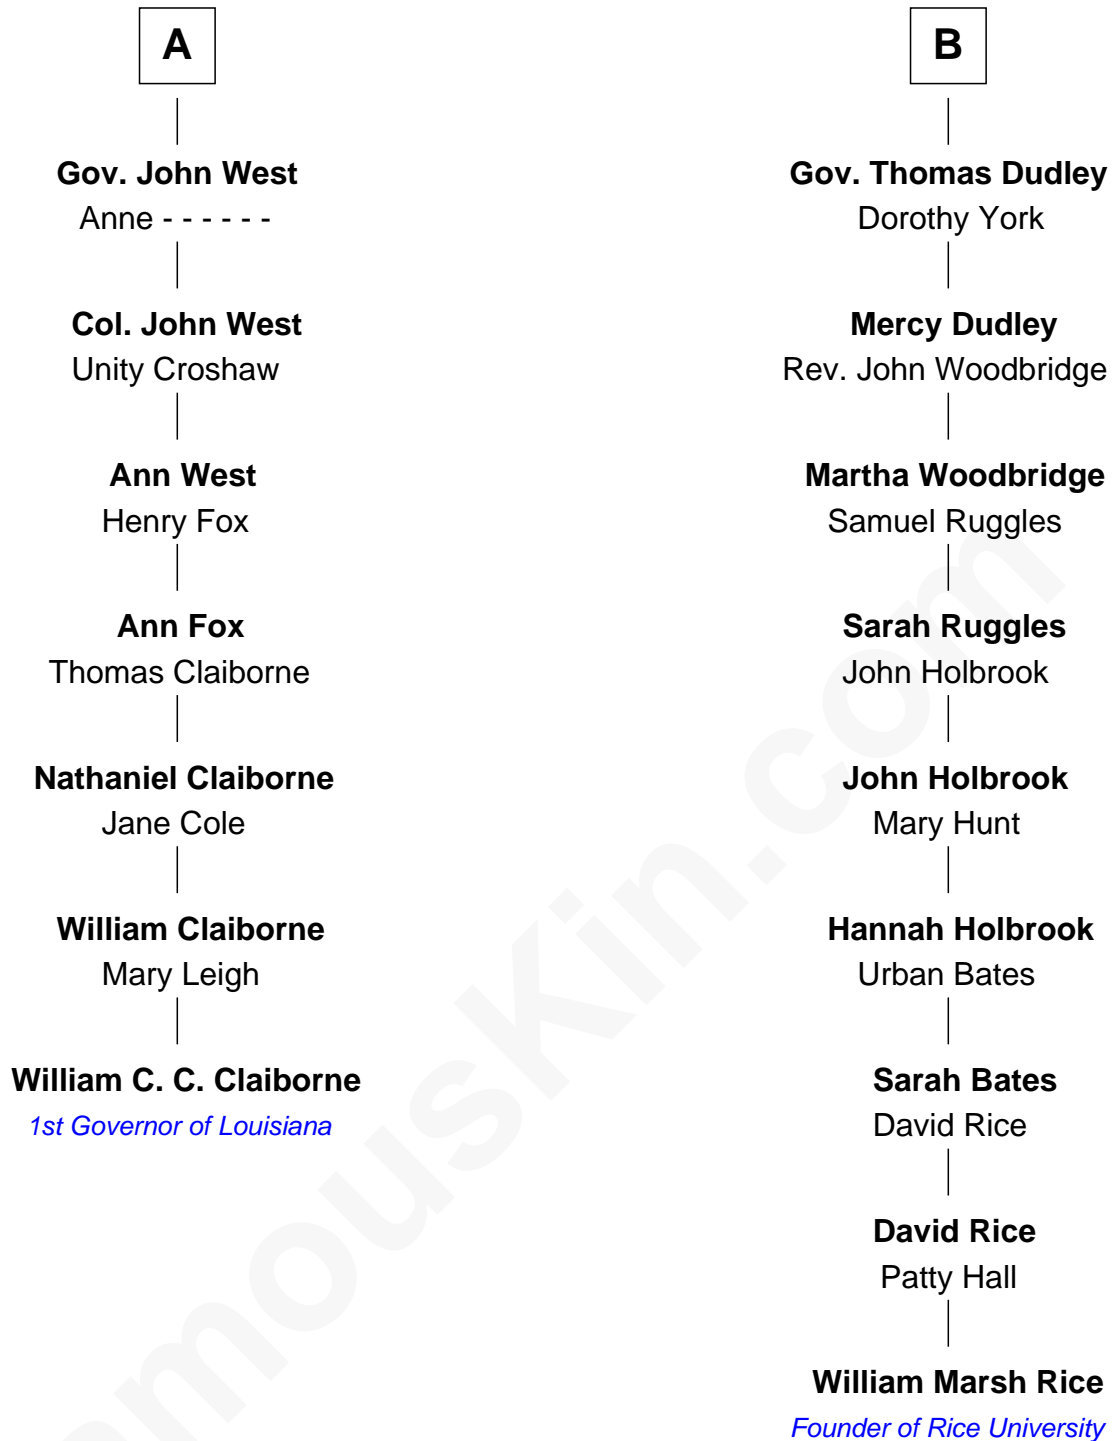 A
Gov. John West
Anne - - - - - -
Col. John West
Unity Croshaw
Ann West
Henry Fox
Ann Fox
Thomas Claiborne
Nathaniel Claiborne
Jane Cole
William Claiborne
Mary Leigh
William C. C. Claiborne
1st Governor of Louisiana
B
Gov. Thomas Dudley
Dorothy York
Mercy Dudley
Rev. John Woodbridge
Martha Woodbridge
Samuel Ruggles
Sarah Ruggles
John Holbrook
John Holbrook
Mary Hunt
Hannah Holbrook
Urban Bates
Sarah Bates
David Rice
David Rice
Patty Hall
William Marsh Rice
Founder of Rice University
amousKin.com